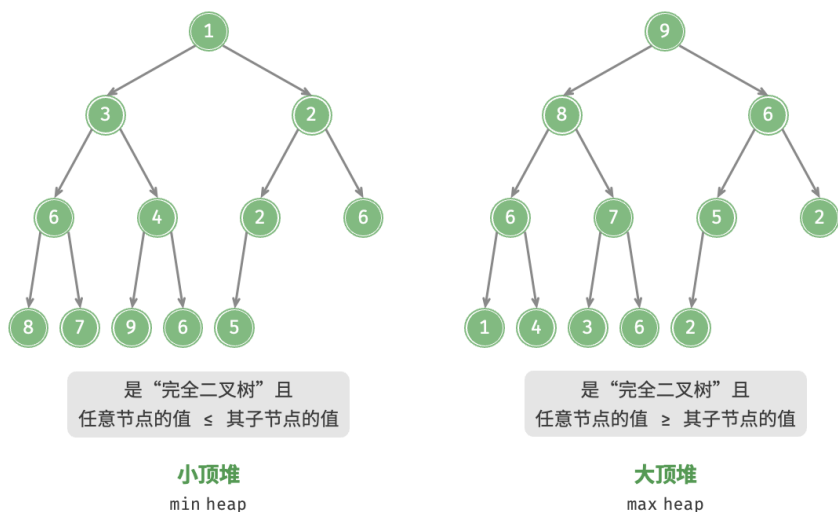 1
3 2
6 4 2 6
8 7 9 6 5
是“完全二叉树”且
任意节点的值 ≤ 其子节点的值
小顶堆
min heap
9
8 6
6 7 5 2
1 4 3 6 2
是“完全二叉树”且
任意节点的值 ≥ 其子节点的值
大顶堆
max heap